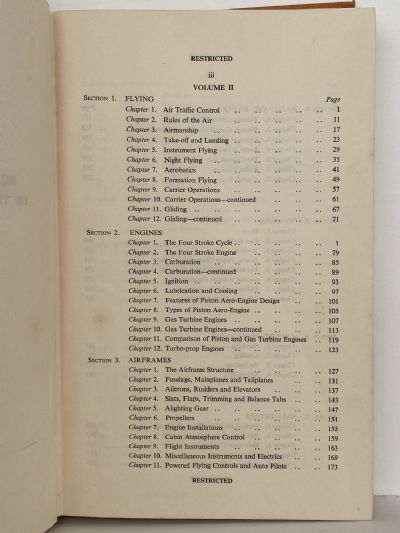 RESTRICTED
iii
VOLUME II
SECTION 1. FLYING Page
Chapter 1. Air Traffic Control .. .. .. .. .. 1
Chapter 2. Rules of the Air .. .. .. .. .. 11
Chapter 3. Airmanship .. .. .. .. .. 17
Chapter 4. Take-off and Landing .. .. .. .. .. 23
Chapter 5. Instrument Flying .. .. .. .. .. 29
Chapter 6. Night Flying .. .. .. .. .. 35
Chapter 7. Aerobatics .. .. .. .. .. 41
Chapter 8. Formation Flying .. .. .. .. .. 49
Chapter 9. Carrier Operations .. .. .. .. .. 57
Chapter 10. Carrier Operations—continued .. .. .. .. 61
Chapter 11. Gliding .. .. .. .. .. .. 67
Chapter 12. Gliding—continued .. .. .. .. .. 71
SECTION 2. ENGINES
Chapter 1. The Four Stroke Cycle .. .. .. .. .. 1
Chapter 2. The Four Stroke Engine .. .. .. .. 79
Chapter 3. Carburation .. .. .. .. .. 85
Chapter 4. Carburation—continued .. .. .. .. 89
Chapter 5. Ignition .. .. .. .. .. .. 93
Chapter 6. Lubrication and Cooling .. .. .. .. 97
Chapter 7. Features of Piston Aero-Engine Design .. .. 101
Chapter 8. Types of Piston Aero-Engine .. .. .. .. 105
Chapter 9. Gas Turbine Engines .. .. .. .. .. 107
Chapter 10. Gas Turbine Engines—continued .. .. .. 113
Chapter 11. Comparison of Piston and Gas Turbine Engines .. 119
Chapter 12. Turbo-prop Engines .. .. .. .. .. 123
SECTION 3. AIRFRAMES
Chapter 1. The Airframe Structure .. .. .. .. 127
Chapter 2. Fuselage, Mainplanes and Tailplanes .. .. .. 131
Chapter 3. Ailerons, Rudders and Elevators .. .. .. 137
Chapter 4. Slats, Flaps, Trimming and Balance Tabs .. .. 143
Chapter 5. Alighting Gear .. .. .. .. .. 147
Chapter 6. Propellers .. .. .. .. .. 151
Chapter 7. Engine Installations .. .. .. .. .. 155
Chapter 8. Cabin Atmosphere Control .. .. .. .. 159
Chapter 9. Flight Instruments .. .. .. .. .. 163
Chapter 10. Miscellaneous Instruments and Electrics .. .. 169
Chapter 11. Powered Flying Controls and Auto Pilots .. .. 173
RESTRICTED